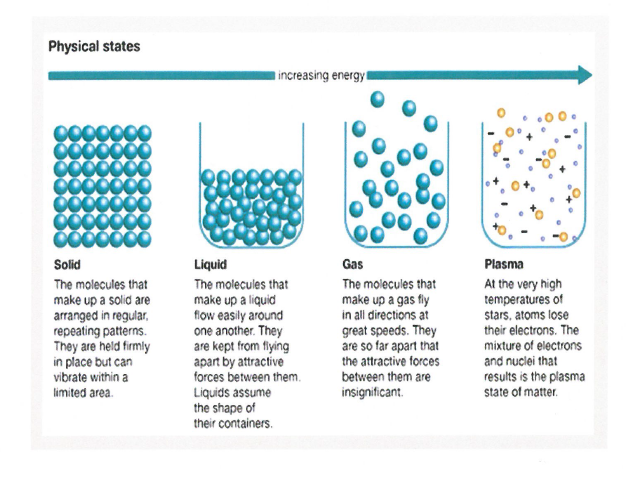 Physical states
increasing energy
Solid
The molecules that
make up a solid are
arranged in regular,
repeating patterns.
They are held firmly
in place but can
vibrate within a
limited area.
Liquid
The molecules that
make up a liquid
flow easily around
one another. They
are kept from flying
apart by attractive
forces between them.
Liquids assume
the shape of
their containers.
Gas
The molecules that
make up a gas fly
in all directions at
great speeds. They
are so far apart that
the attractive forces
between them are
insignificant.
Plasma
At the very high
temperatures of
stars, atoms lose
their electrons. The
mixture of electrons
and nuclei that
results is the plasma
state of matter.